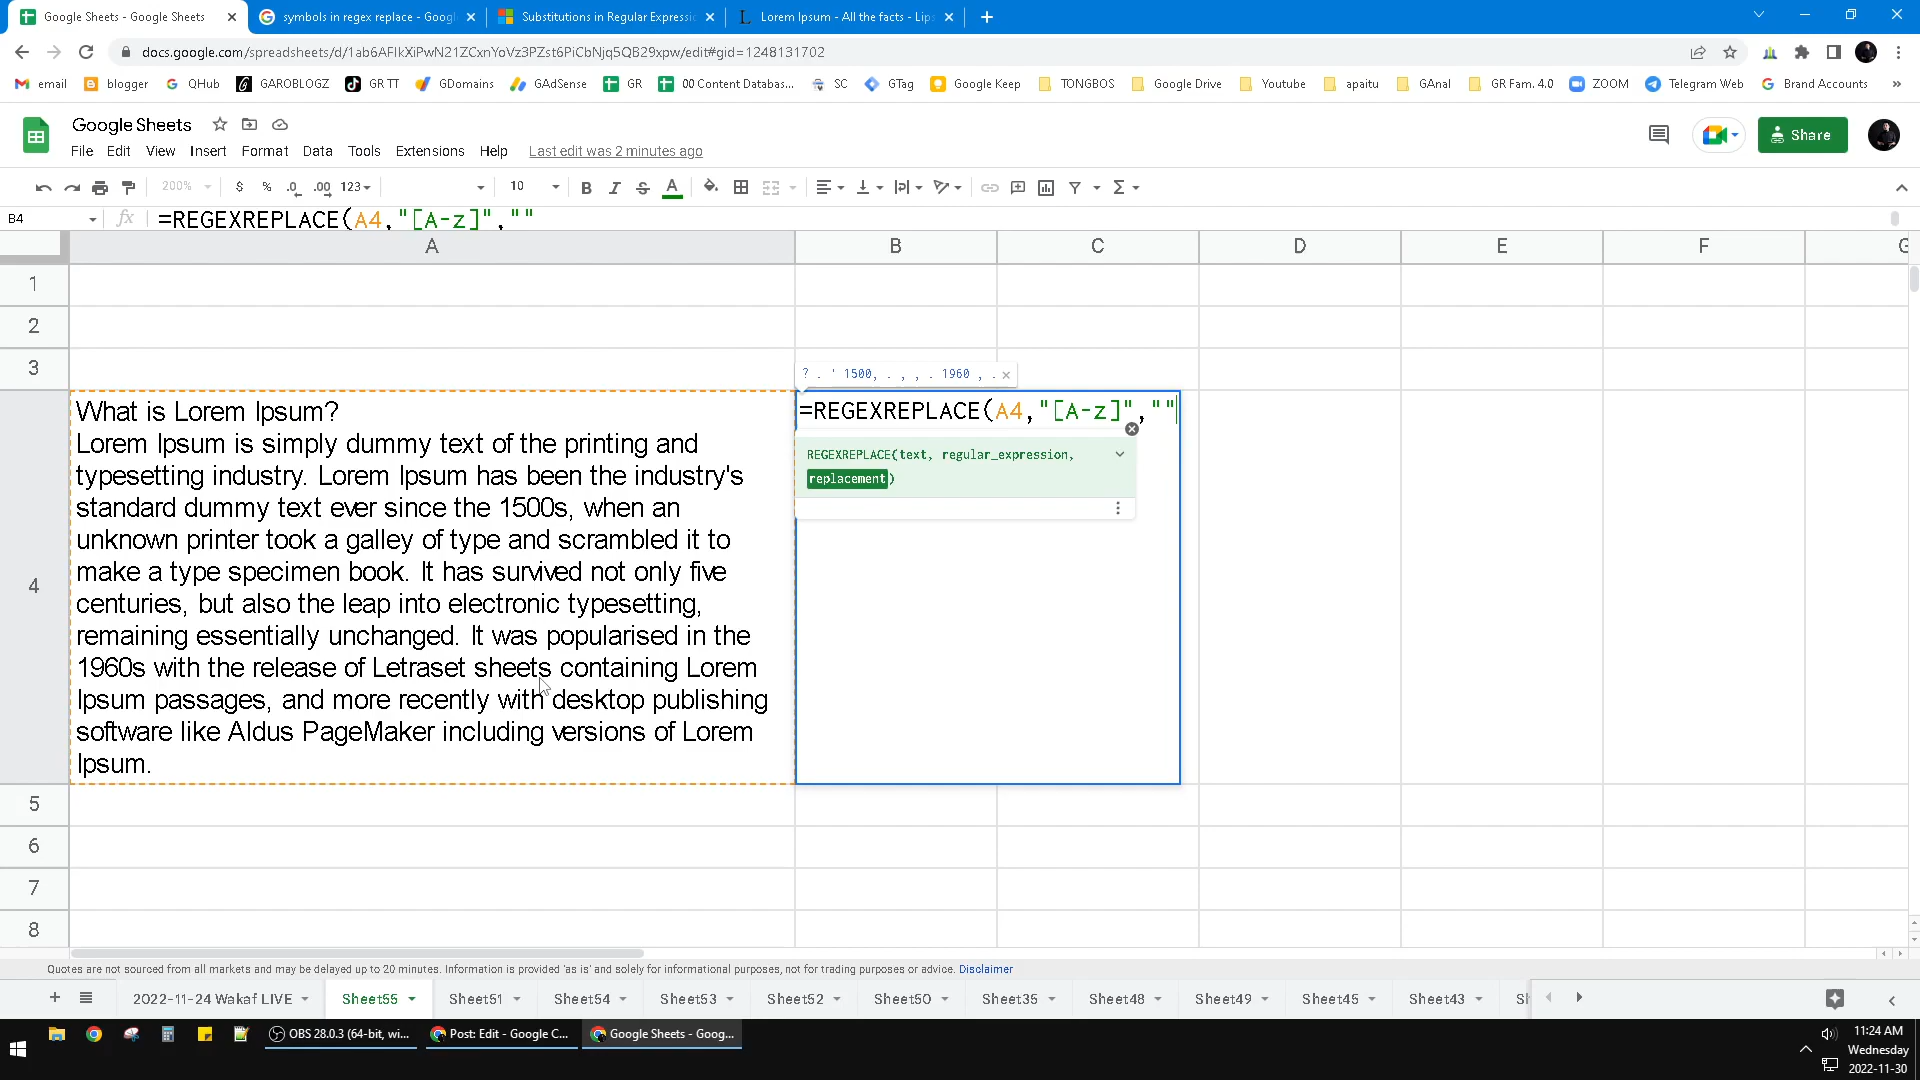 Google Sheets - Google Sheets
symbols in regex replace - Googl
Substitutions in Regular Expressi
Lorem Ipsum - All the facts - Lips
docs.google.com/spreadsheets/d/1ab6AFlkXiPwN21ZCxnYoVz3PZst6PiCbNjq5QB29xpw/edit#gid=1248131702
email blogger QHub GAROBLOGZ GR TT GDomains GAdSense GR 00 Content Databas... SC GTag Google Keep TONGBOS Google Drive Youtube apaitu GAnal GR Fam. 4.0 ZOOM Telegram Web Brand Accounts »
Google Sheets
Share
File Edit View Insert Format Data Tools Extensions Help Last edit was 2 minutes ago
200% $ % .0 .00 123 10 B I S A Σ
B4 fx =REGEXREPLACE(A4,"[A-z]",""
A B C D E F G
1
2
3
? . ' 1500, . , , . 1960 , .
4
What is Lorem Ipsum?
Lorem Ipsum is simply dummy text of the printing and
typesetting industry. Lorem Ipsum has been the industry's
standard dummy text ever since the 1500s, when an
unknown printer took a galley of type and scrambled it to
make a type specimen book. It has survived not only five
centuries, but also the leap into electronic typesetting,
remaining essentially unchanged. It was popularised in the
1960s with the release of Letraset sheets containing Lorem
Ipsum passages, and more recently with desktop publishing
software like Aldus PageMaker including versions of Lorem
Ipsum.
=REGEXREPLACE(A4,"[A-z]",""
REGEXREPLACE(text, regular_expression,
replacement)
5
6
7
8
Quotes are not sourced from all markets and may be delayed up to 20 minutes. Information is provided 'as is' and solely for informational purposes, not for trading purposes or advice. Disclaimer
2022-11-24 Wakaf LIVE Sheet55 Sheet51 Sheet54 Sheet53 Sheet52 Sheet50 Sheet35 Sheet48 Sheet49 Sheet45 Sheet43
OBS 28.0.3 (64-bit, wi... Post: Edit - Google C... Google Sheets - Goog...
11:24 AM
Wednesday
2022-11-30